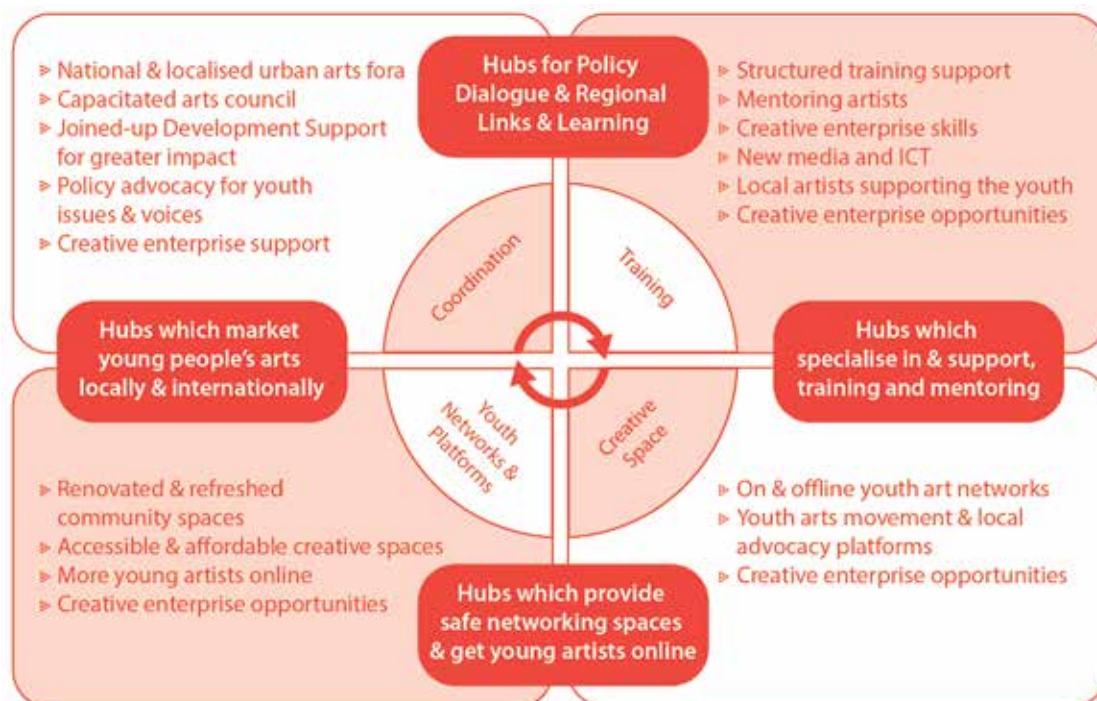 Hubs for Policy
Dialogue & Regional
Links & Learning
National & localised urban arts fora
Capacitated arts council
Joined-up Development Support
for greater impact
Policy advocacy for youth
issues & voices
Creative enterprise support
Structured training support
Mentoring artists
Creative enterprise skills
New media and ICT
Local artists supporting the youth
Creative enterprise opportunities
Coordination
Training
Hubs which market
young people's arts
locally & internationally
Hubs which
specialise in & support,
training and mentoring
Youth
Networks &
Platforms
Creative
Space
Renovated & refreshed
community spaces
Accessible & affordable creative spaces
More young artists online
Creative enterprise opportunities
On & offline youth art networks
Youth arts movement & local
advocacy platforms
Creative enterprise opportunities
Hubs which provide
safe networking spaces
& get young artists online